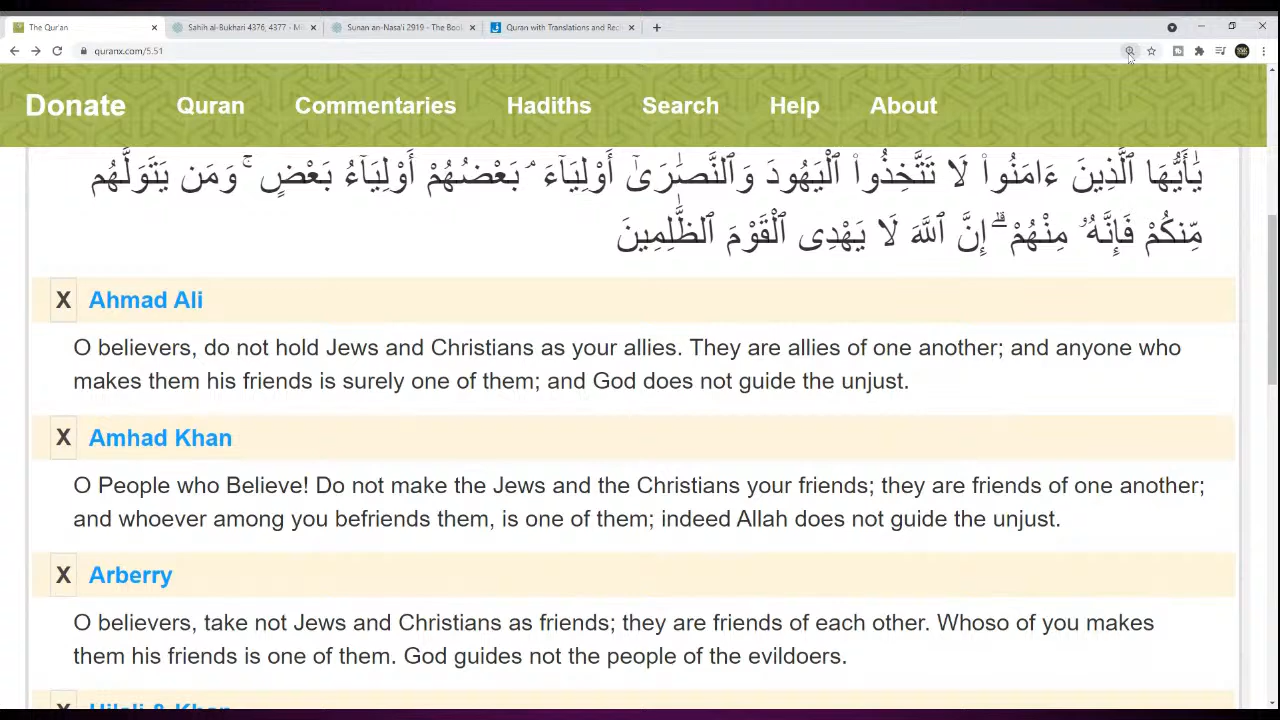 The Qur'an
Sahih al-Bukhari 4376, 4377 - Mi
Sunan an-Nasa'i 2919 - The Book
Quran with Translations and Rec
quranx.com/5.51
Donate Quran Commentaries Hadiths Search Help About
يَٰٓأَيُّهَا ٱلَّذِينَ ءَامَنُوا۟ لَا تَتَّخِذُوا۟ ٱلْيَهُودَ وَٱلنَّصَٰرَىٰٓ أَوْلِيَآءَ ۘ بَعْضُهُمْ أَوْلِيَآءُ بَعْضٍ ۚ وَمَن يَتَوَلَّهُم
مِّنكُمْ فَإِنَّهُۥ مِنْهُمْ ۗ إِنَّ ٱللَّهَ لَا يَهْدِى ٱلْقَوْمَ ٱلظَّٰلِمِينَ
X Ahmad Ali
O believers, do not hold Jews and Christians as your allies. They are allies of one another; and anyone who
makes them his friends is surely one of them; and God does not guide the unjust.
X Amhad Khan
O People who Believe! Do not make the Jews and the Christians your friends; they are friends of one another;
and whoever among you befriends them, is one of them; indeed Allah does not guide the unjust.
X Arberry
O believers, take not Jews and Christians as friends; they are friends of each other. Whoso of you makes
them his friends is one of them. God guides not the people of the evildoers.
X Hilali & Khan